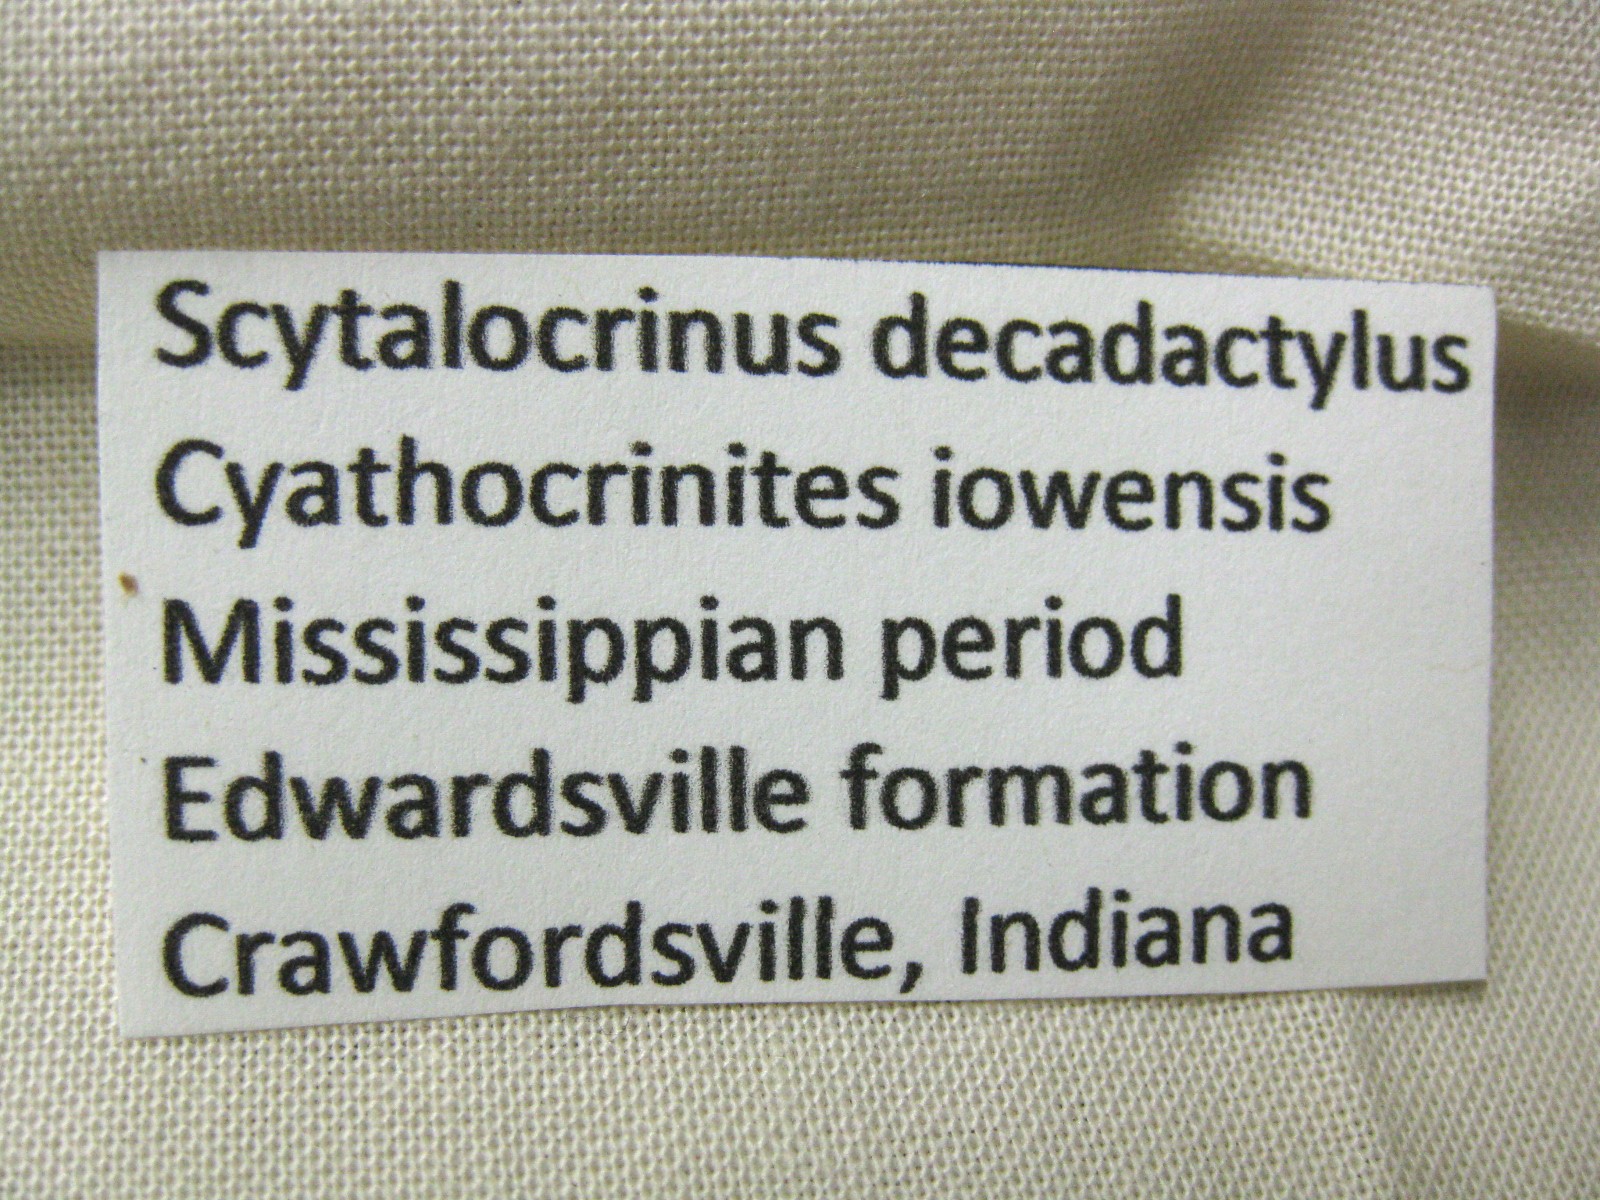 Scytalocrinus decadactylus
Cyathocrinites iowensis
Mississippian period
Edwardsville formation
Crawfordsville, Indiana